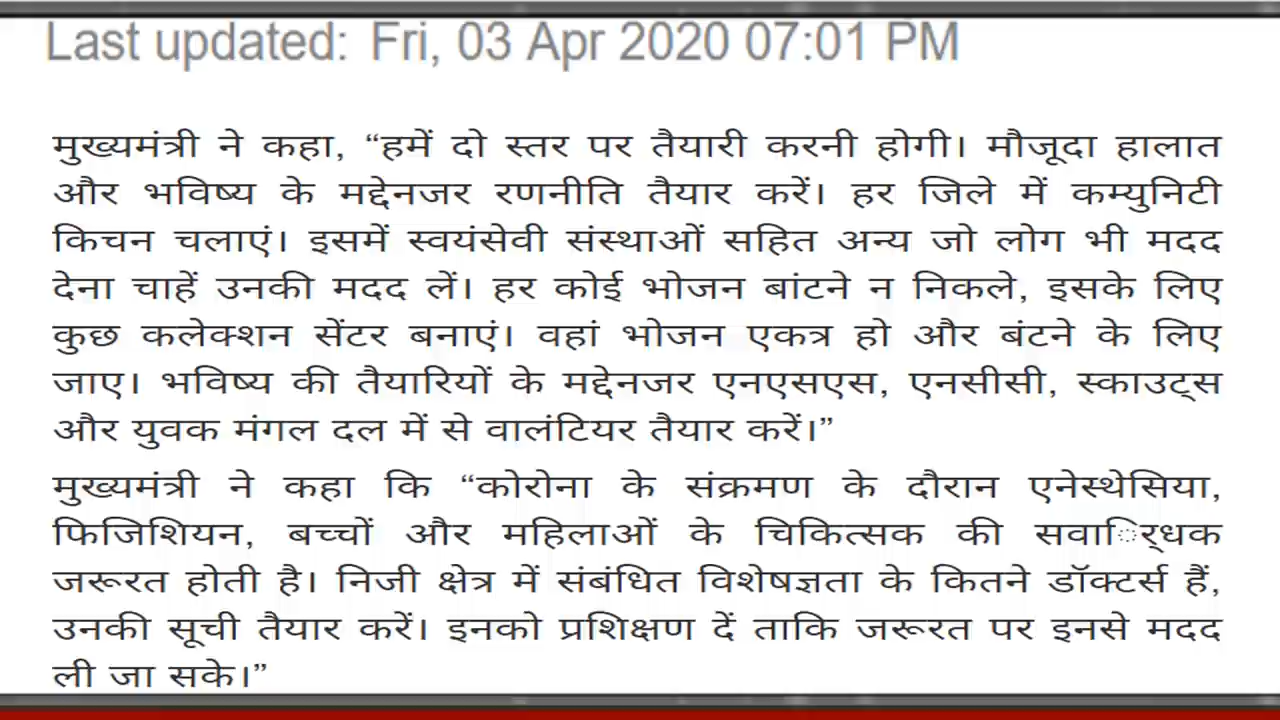 Last updated: Fri, 03 Apr 2020 07:01 PM
मुख्यमंत्री ने कहा, “हमें दो स्तर पर तैयारी करनी होगी। मौजूदा हालात
और भविष्य के मद्देनजर रणनीति तैयार करें। हर जिले में कम्युनिटी
किचन चलाएं। इसमें स्वयंसेवी संस्थाओं सहित अन्य जो लोग भी मदद
देना चाहें उनकी मदद लें। हर कोई भोजन बांटने न निकले, इसके लिए
कुछ कलेक्शन सेंटर बनाएं। वहां भोजन एकत्र हो और बंटने के लिए
जाए। भविष्य की तैयारियों के मद्देनजर एनएसएस, एनसीसी, स्काउट्स
और युवक मंगल दल में से वालंटियर तैयार करें।”
मुख्यमंत्री ने कहा कि “कोरोना के संक्रमण के दौरान एनेस्थेसिया,
फिजिशियन, बच्चों और महिलाओं के चिकित्सक की सवाार्िधक
जरूरत होती है। निजी क्षेत्र में संबंधित विशेषज्ञता के कितने डॉक्टर्स हैं,
उनकी सूची तैयार करें। इनको प्रशिक्षण दें ताकि जरूरत पर इनसे मदद
ली जा सके।”